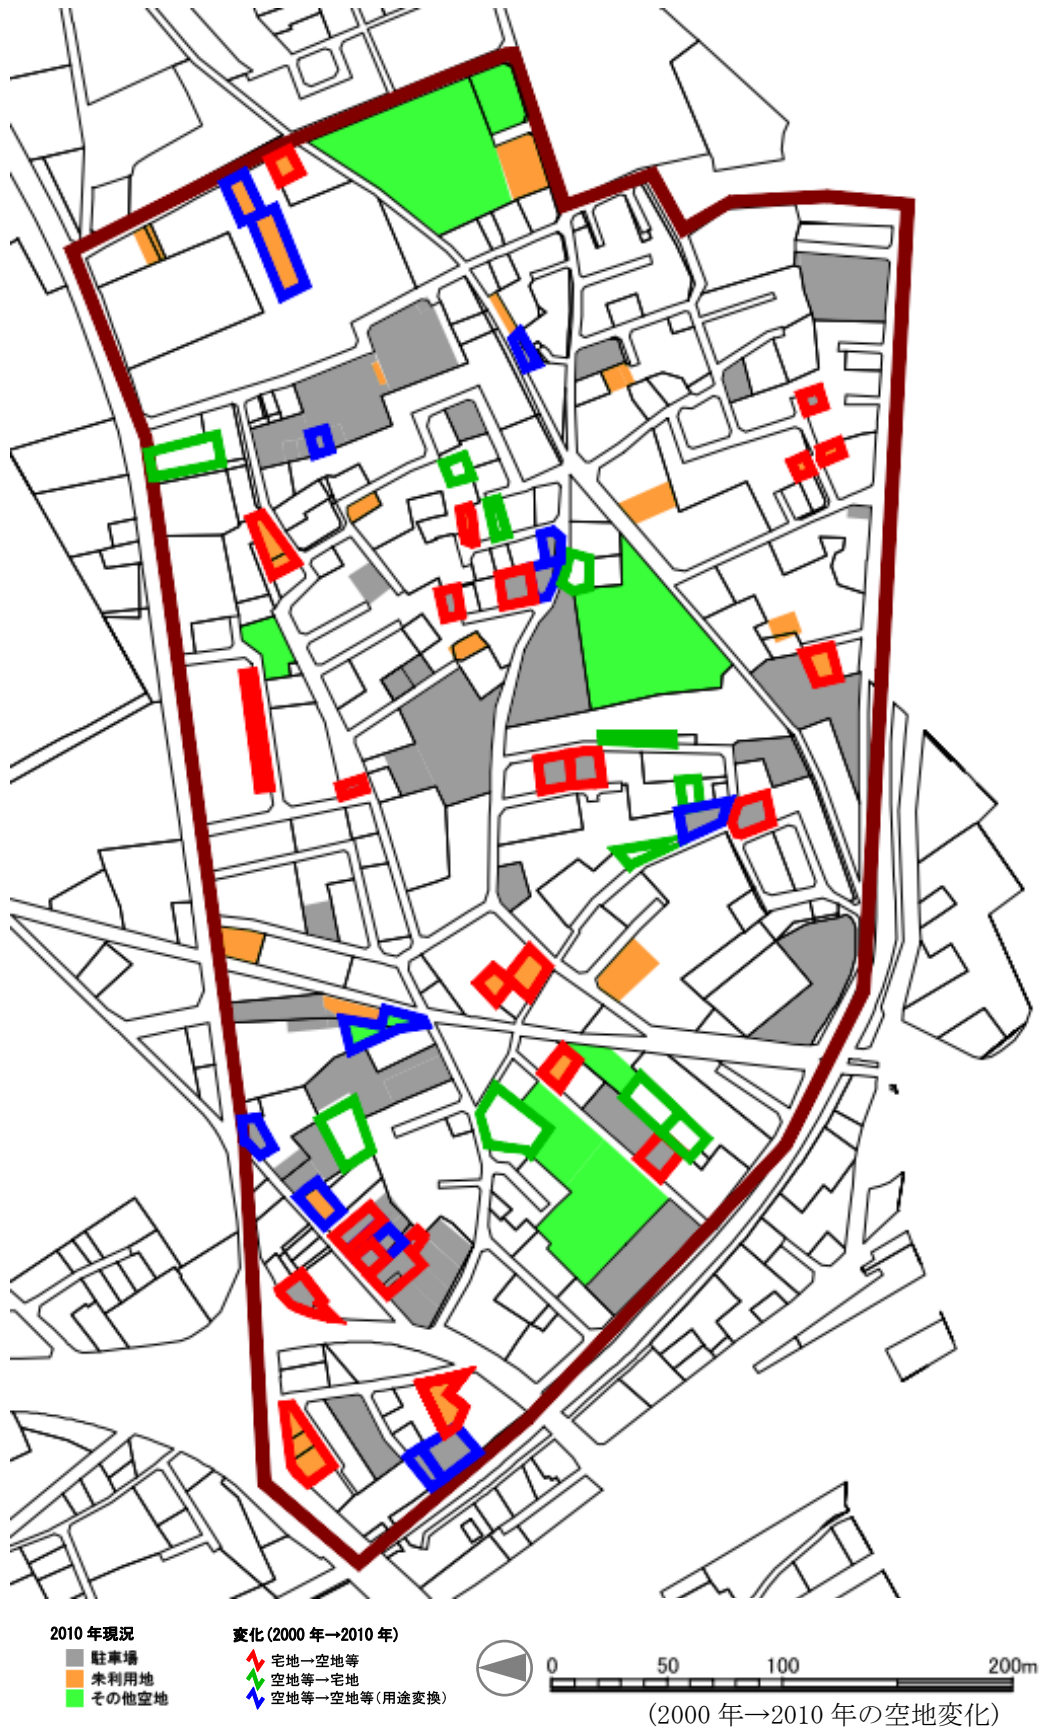 2010 年現況
駐車場
未利用地
その他空地
変化(2000 年→2010 年)
宅地→空地等
空地等→宅地
空地等→空地等(用途変換)
0 50 100 200m
(2000 年→2010 年の空地変化)